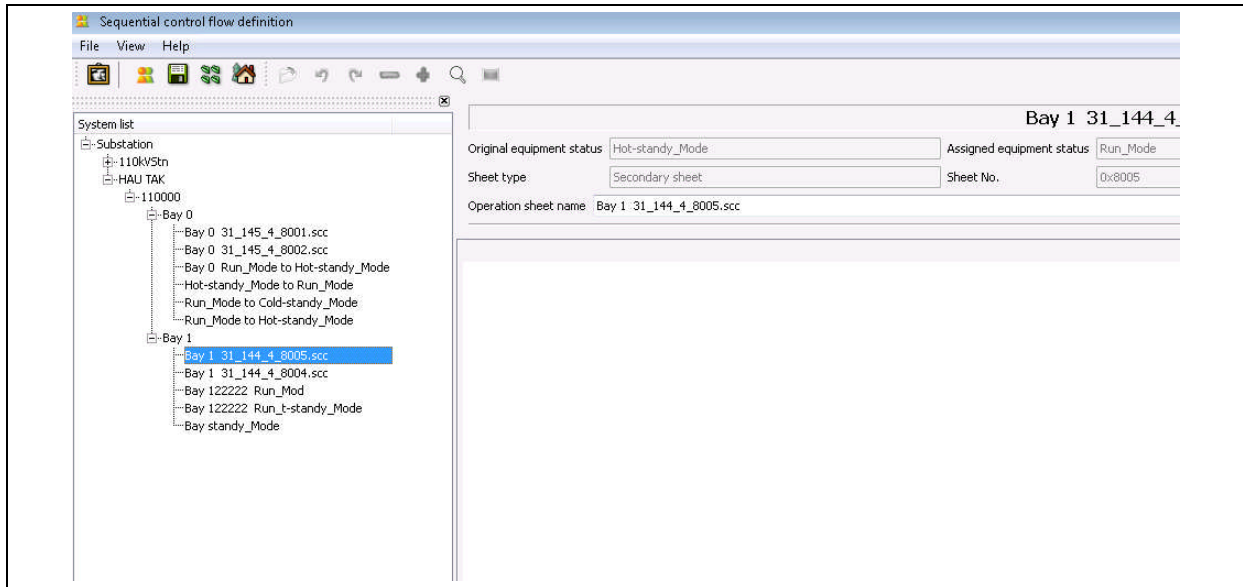 Sequential control flow definition
File View Help
System list
Substation
110kVStn
HAU TAK
110000
Bay 0
Bay 0 31_145_4_8001.scc
Bay 0 31_145_4_8002.scc
Bay 0 Run_Mode to Hot-standy_Mode
Hot-standy_Mode to Run_Mode
Run_Mode to Cold-standy_Mode
Run_Mode to Hot-standy_Mode
Bay 1
Bay 1 31_144_4_8005.scc
Bay 1 31_144_4_8004.scc
Bay 122222 Run_Mod
Bay 122222 Run_t-standy_Mode
Bay standy_Mode
Bay 1 31_144_4_
Original equipment status Hot-standy_Mode Assigned equipment status Run_Mode
Sheet type Secondary sheet Sheet No. 0x8005
Operation sheet name Bay 1 31_144_4_8005.scc